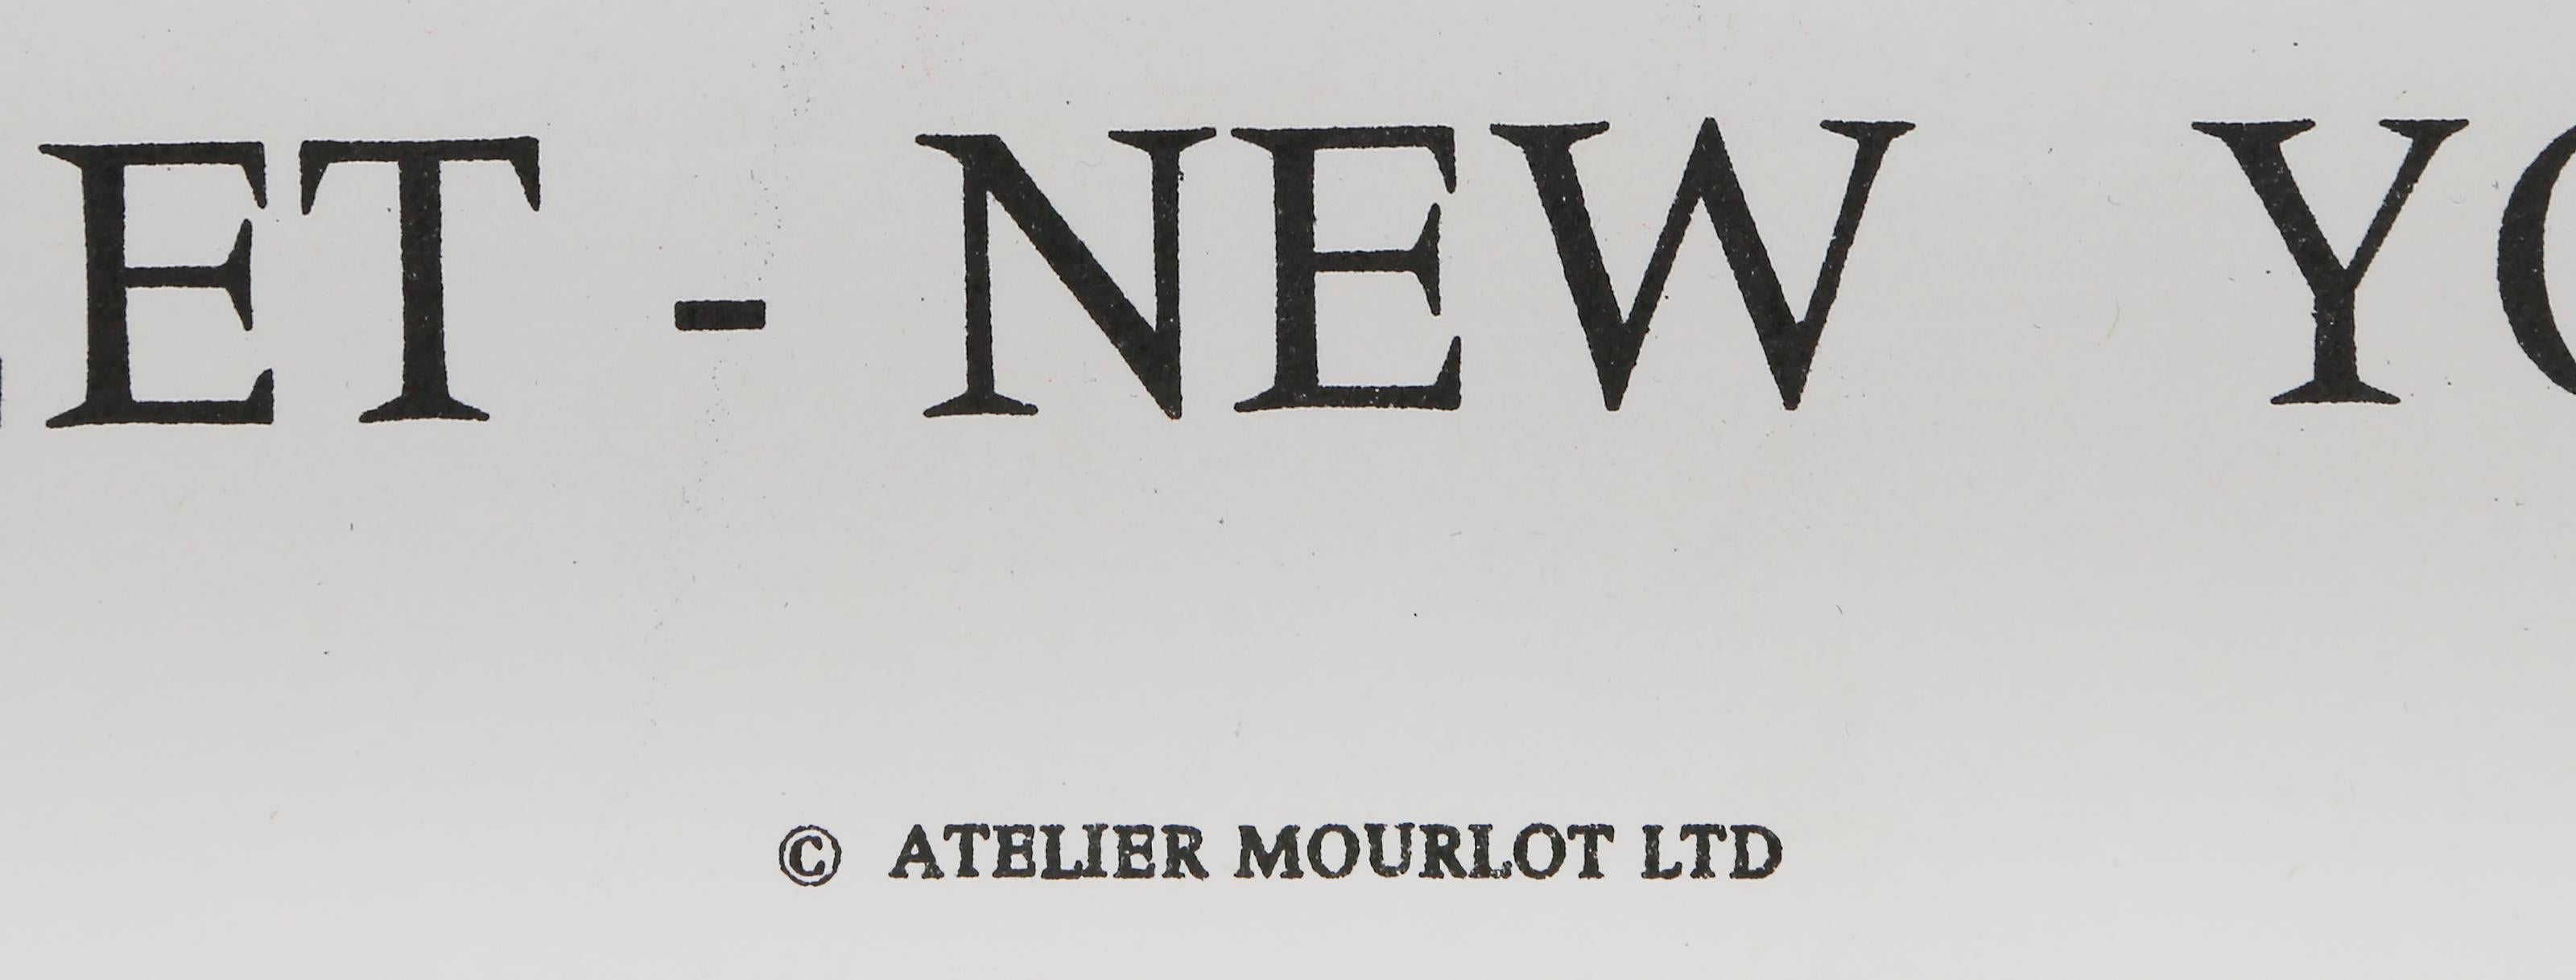 ET - NEW Y
© ATELIER MOURLOT LTD